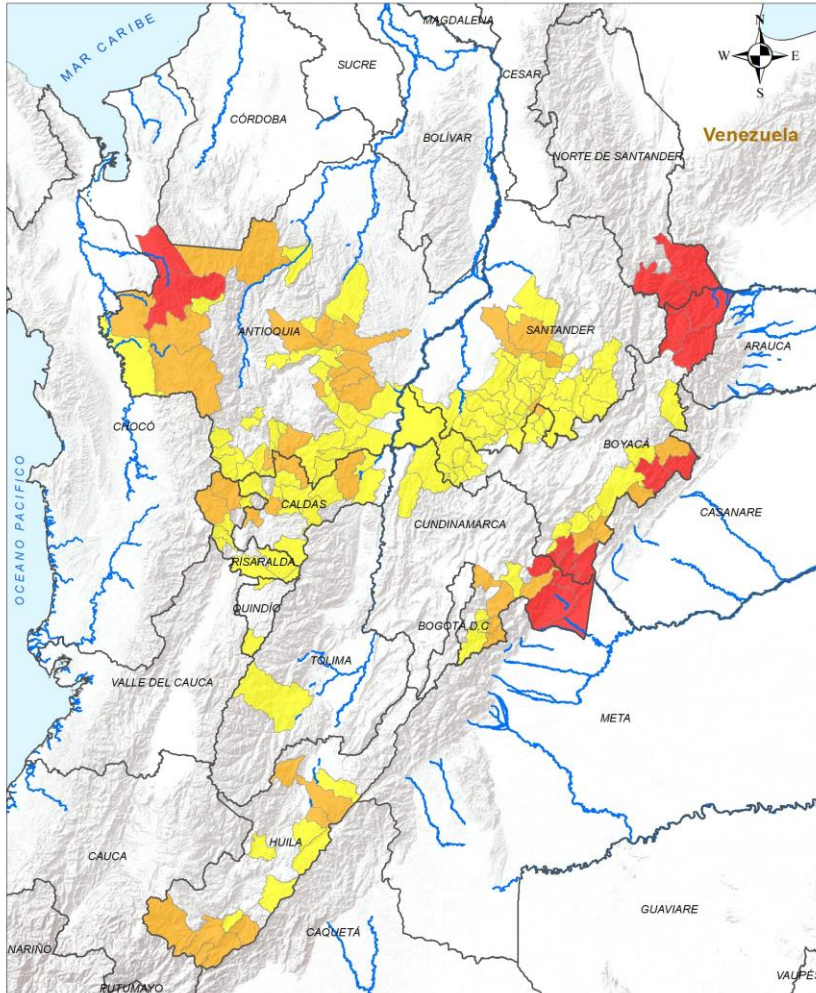 MAGDALENA
N
MAR CARIBE
SUCRE
W
E
CESAR
S
CÓRDOBA
BOLÍVAR
Venezuela
NORTE DE SANTANDER
ANTIOQUIA
SANTANDER
ARAUCA
CHOCÓ
BOYACÁ
CALDAS
CASANARE
CUNDINAMARCA
OCEANO PACIFICO
RISARALDA
QUINDÍO
BOGOTÁ D.C
TOLIMA
VALLE DEL CAUCA
META
HUILA
CAUCA
GUAVIARE
CAQUETÁ
NARIÑO
PUTUMAYO
VAUPÉS